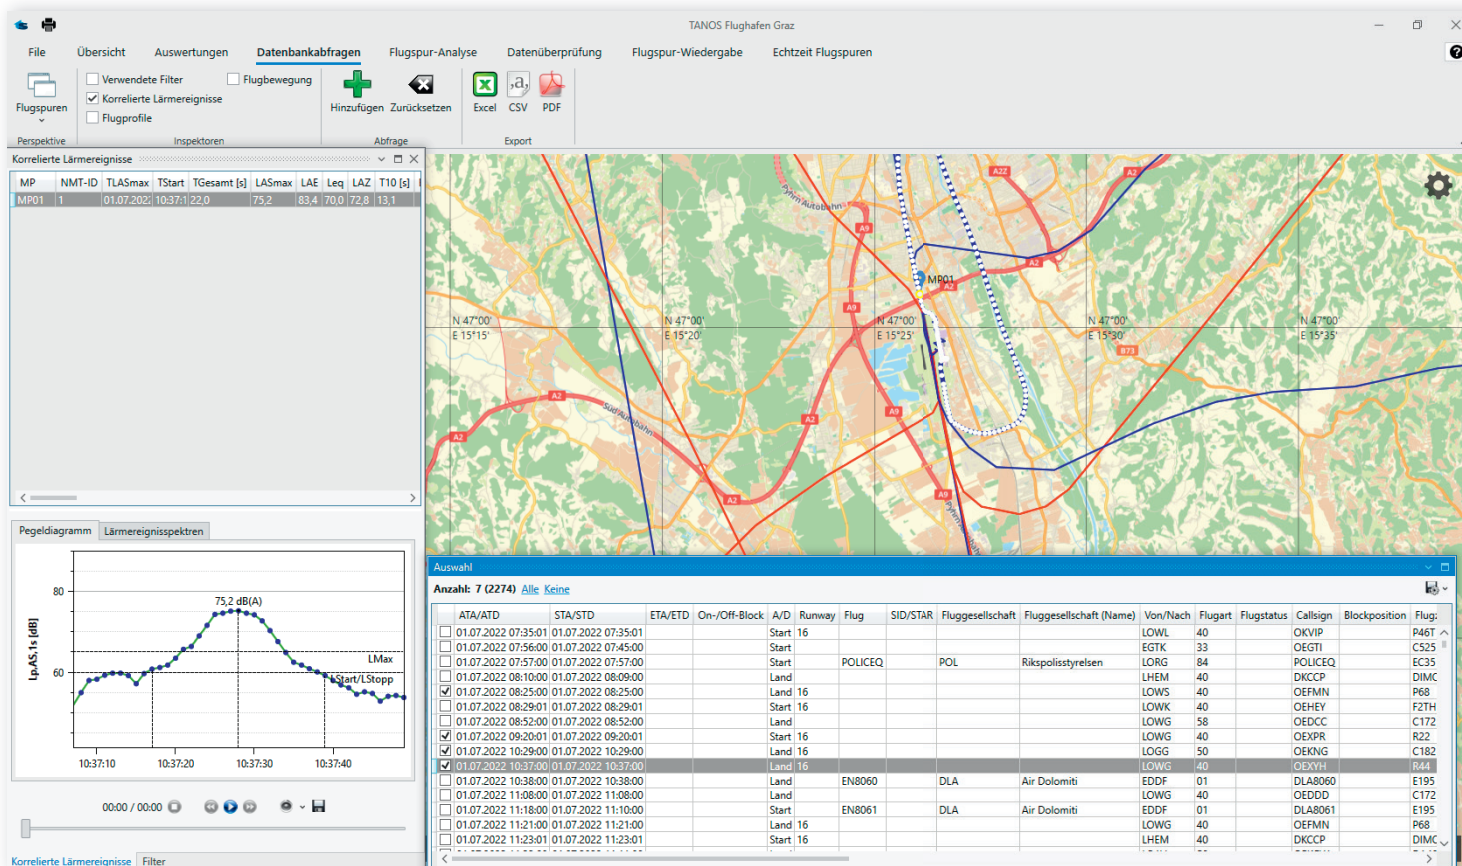 TANOS Flughafen Graz
File Übersicht Auswertungen Datenbankabfragen Flugspur-Analyse Datenüberprüfung Flugspur-Wiedergabe Echtzeit Flugspuren
Verwendete Filter Flugbewegung
Korrelierte Lärmereignisse
Flugprofile
Flugspuren Hinzufügen Zurücksetzen Excel CSV PDF
Perspektive Inspektoren Abfrage Export
Korrelierte Lärmereignisse
MP NMT-ID TLASmax TStart TGesamt [s] LASmax LAE Leq LAZ T10 [s]
MP01 1 01.07.2022 10:37:1 22,0 75,2 83,4 70,0 72,8 13,1
Pyhrn Autobahn
A2Z
A2
A9
A2
MP01
A2
A9
N 47°00' N 47°00' N 47°00' N 47°00' N 47°00'
E 15°15' E 15°20' E 15°25' E 15°30' E 15°35'
B73
A2
Süd Autobahn
A9
A2
A2
A9
A2
Pyhrn
Pegeldiagramm Lärmereignisspektren
80
75,2 dB(A)
Lp,AS,1s [dB]
LMax
60
LStart/LStopp
10:37:10 10:37:20 10:37:30 10:37:40
00:00 / 00:00
Korrelierte Lärmereignisse Filter
Auswahl
Anzahl: 7 (2274) Alle Keine
ATA/ATD STA/STD ETA/ETD On-/Off-Block A/D Runway Flug SID/STAR Fluggesellschaft Fluggesellschaft (Name) Von/Nach Flugart Flugstatus Callsign Blockposition Flug
01.07.2022 07:35:01 01.07.2022 07:35:01 Start 16 LOWL 40 OKVIP P46T
01.07.2022 07:56:00 01.07.2022 07:45:00 Start EGTK 33 OEGTI C525
01.07.2022 07:57:00 01.07.2022 07:57:00 Start POLICEQ POL Rikspolisstyrelsen LORG 84 POLICEQ EC35
01.07.2022 08:10:00 01.07.2022 08:09:00 Land LHEM 40 DKCCP DIMC
01.07.2022 08:25:00 01.07.2022 08:25:00 Land 16 LOWS 40 OEFMN P68
01.07.2022 08:29:01 01.07.2022 08:29:01 Start 16 LOWK 40 OEHEY F2TH
01.07.2022 08:52:00 01.07.2022 08:52:00 Land LOWG 58 OEDCC C172
01.07.2022 09:20:01 01.07.2022 09:20:01 Start 16 LOWG 40 OEXPR R22
01.07.2022 10:29:00 01.07.2022 10:29:00 Land 16 LOGG 50 OEKNG C182
01.07.2022 10:37:00 01.07.2022 10:37:00 Land 16 LOWG 40 OEXYH R44
01.07.2022 10:38:00 01.07.2022 10:38:00 Land EN8060 DLA Air Dolomiti EDDF 01 DLA8060 E195
01.07.2022 11:08:00 01.07.2022 11:08:00 Land LOWG 40 OEDDD C172
01.07.2022 11:18:00 01.07.2022 11:10:00 Start EN8061 DLA Air Dolomiti EDDF 01 DLA8061 E195
01.07.2022 11:21:00 01.07.2022 11:21:00 Land 16 LOWG 40 OEFMN P68
01.07.2022 11:23:01 01.07.2022 11:23:01 Start 16 LHEM 40 DKCCP DIMC